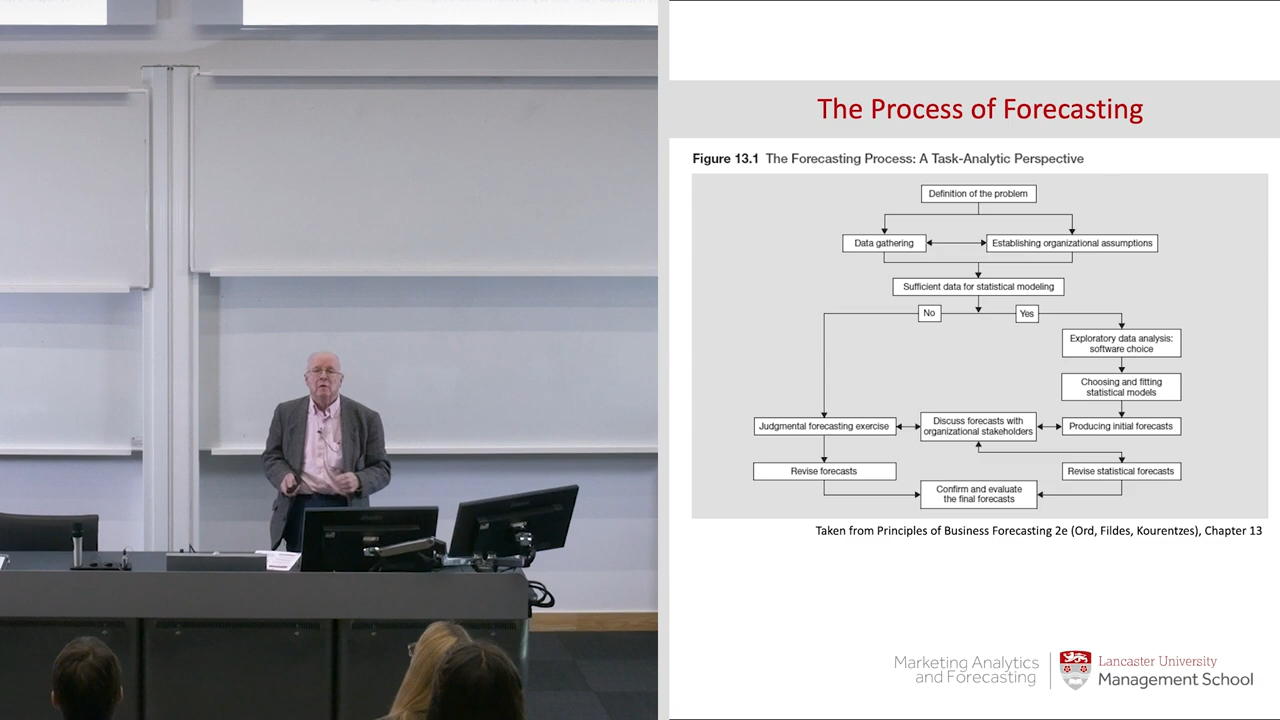 The Process of Forecasting
Figure 13.1 The Forecasting Process: A Task-Analytic Perspective
Definition of the problem
Data gathering
Establishing organizational assumptions
Sufficient data for statistical modeling
No
Yes
Exploratory data analysis:
software choice
Choosing and fitting
statistical models
Judgmental forecasting exercise
Discuss forecasts with
organizational stakeholders
Producing initial forecasts
Revise forecasts
Revise statistical forecasts
Confirm and evaluate
the final forecasts
Taken from Principles of Business Forecasting 2e (Ord, Fildes, Kourentzes), Chapter 13
Marketing Analytics
and Forecasting
Lancaster University
Management School